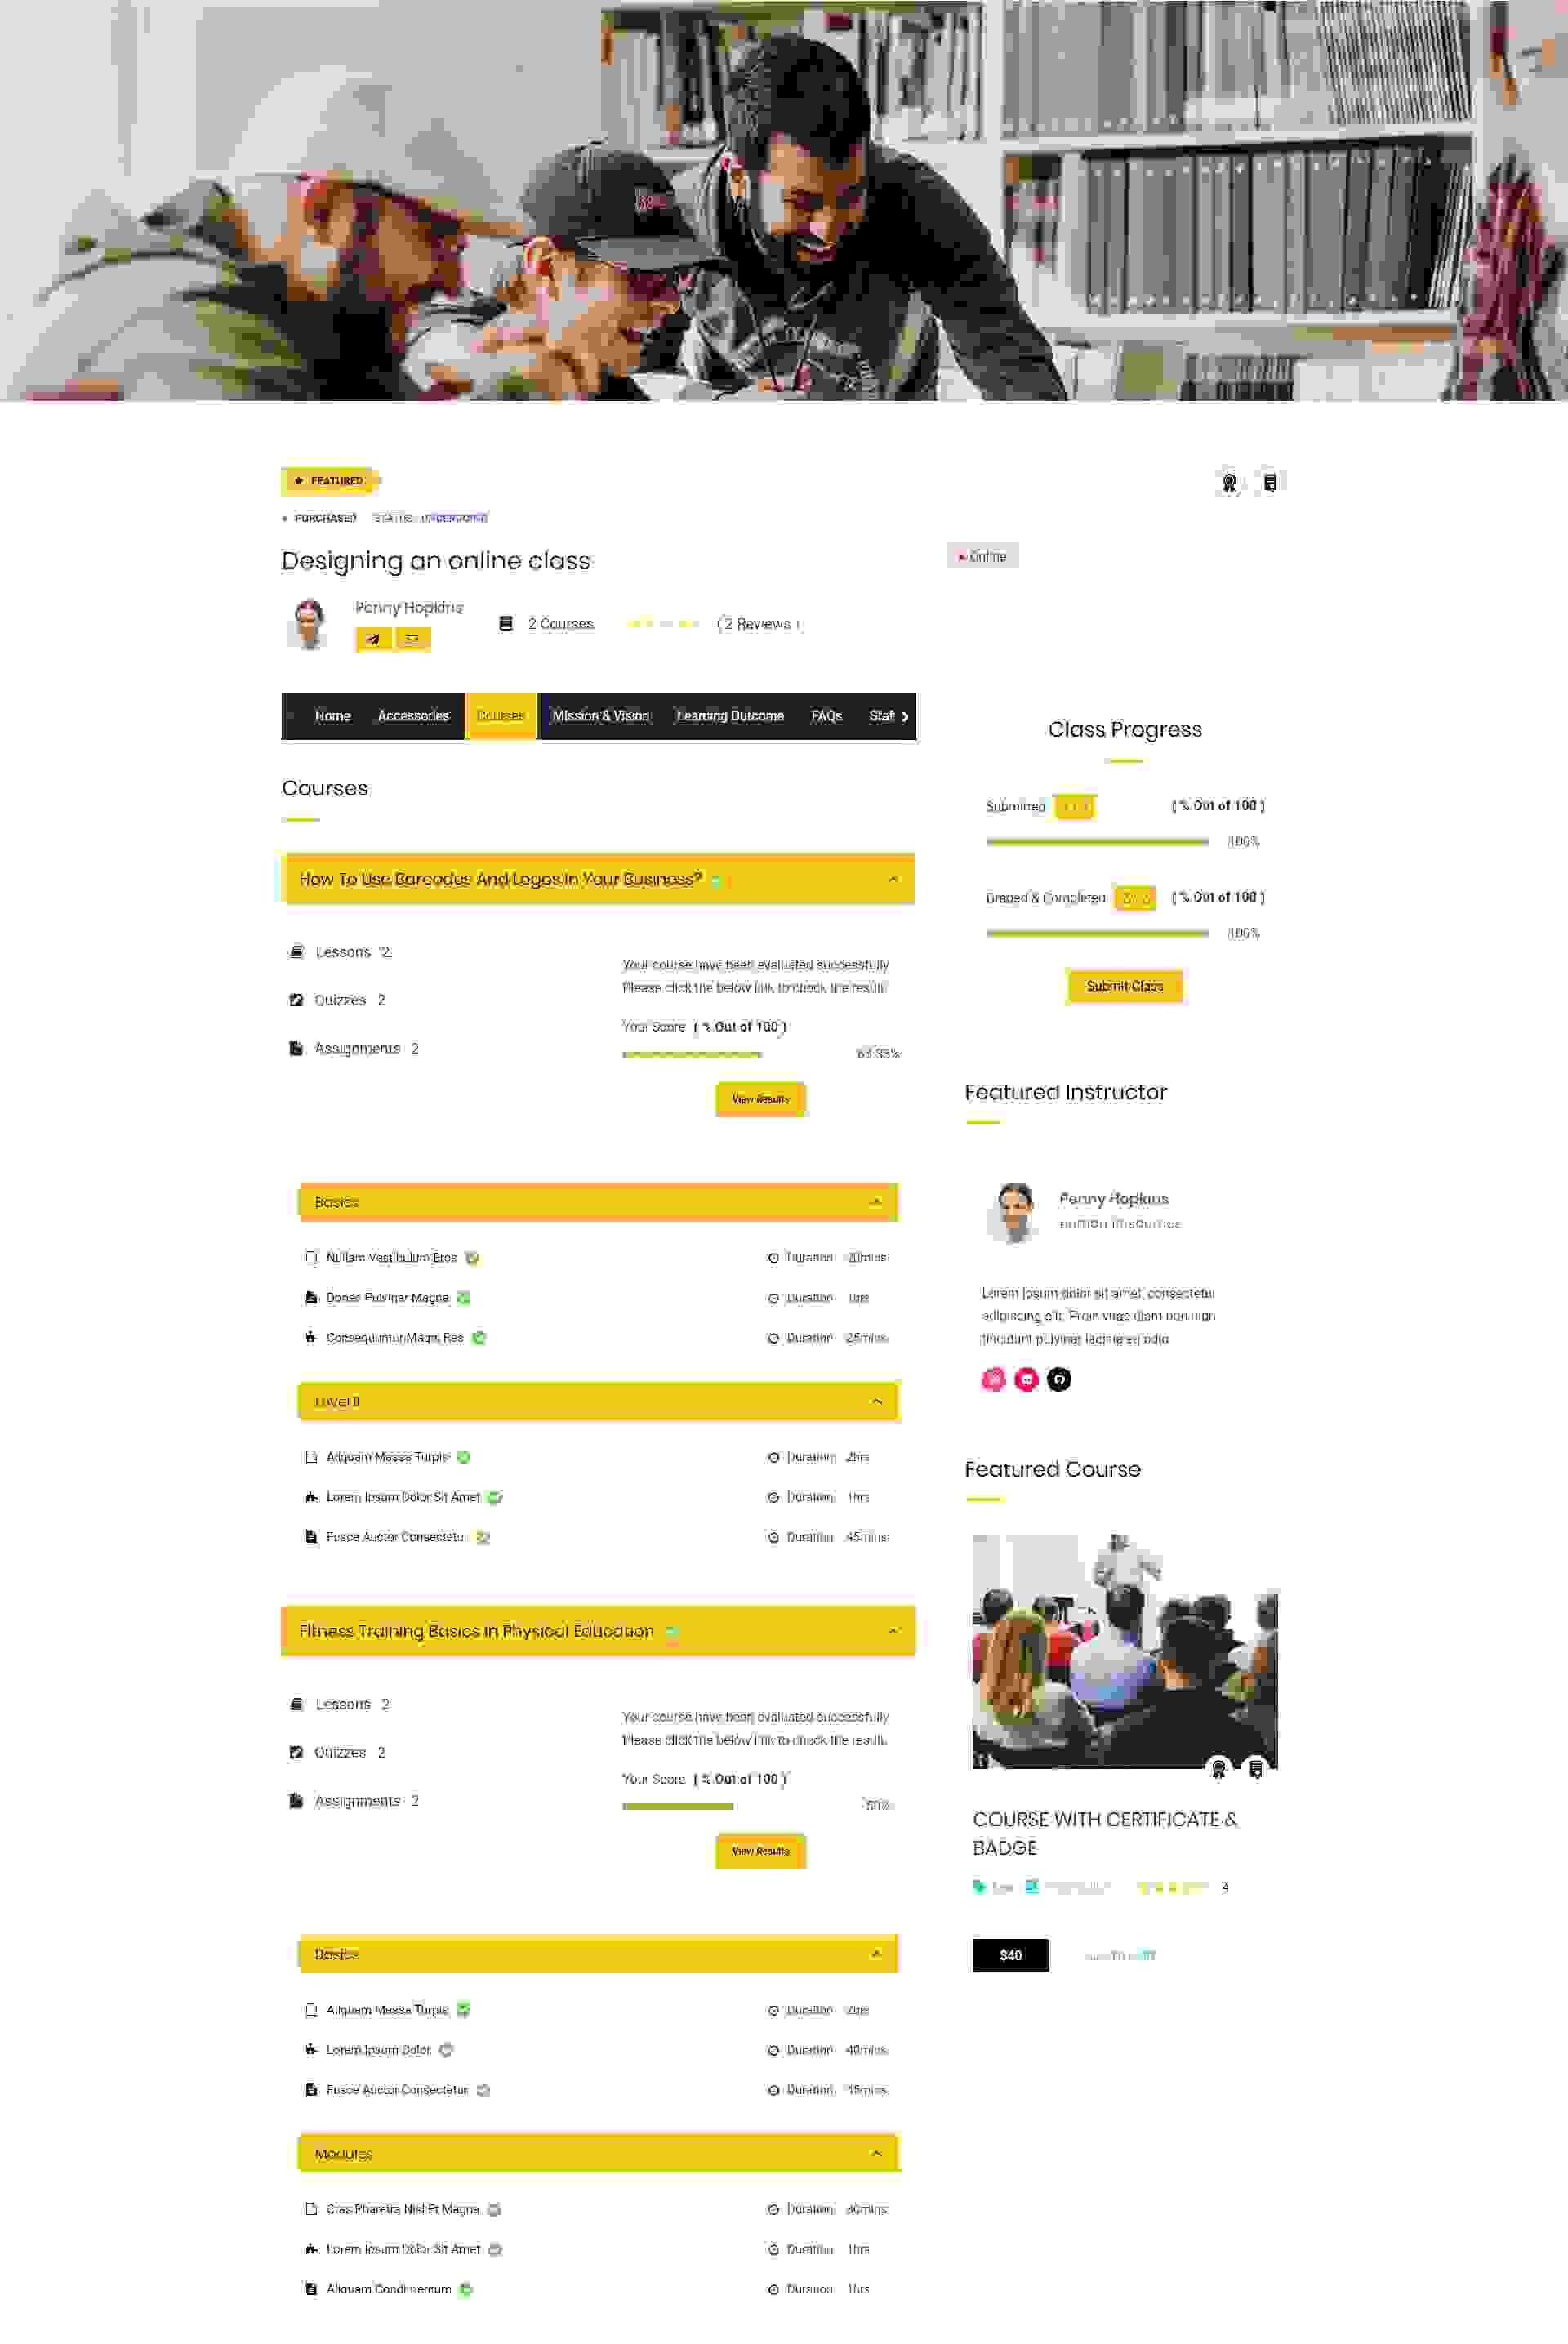 FEATURED
PURCHASED STATUS
Designing an online class
Online
Penny Hopkins
2 Courses
( 2 Reviews )
Home Accessories Courses Mission & Vision Learning Outcome FAQs Staf
Courses
How To Use Barcodes And Logos In Your Business?
Lessons 2
Quizzes 2
Assignments 2
Your course have been evaluated successfully
Please click the below link to check the result.
Your Score ( % Out of 100 )
63.33%
View Results
Basics
Nullam Vestibulum Eros Duration 20mins
Donec Pulvinar Magna Duration 1hrs
Consequuntur Magni Res Duration 25mins
Level II
Aliquam Massa Turpis Duration 2hrs
Lorem Ipsum Dolor Sit Amet Duration 1hrs
Fusce Auctor Consectetur Duration 45mins
Fitness Training Basics In Physical Education
Lessons 2
Quizzes 2
Assignments 2
Your course have been evaluated successfully
Please click the below link to check the result.
Your Score ( % Out of 100 )
50%
View Results
Basics
Aliquam Massa Turpis Duration 2hrs
Lorem Ipsum Dolor Duration 40mins
Fusce Auctor Consectetur Duration 15mins
Modules
Cras Pharetra Nisl Et Magna Duration 30mins
Lorem Ipsum Dolor Sit Amet Duration 1hrs
Aliquam Condimentum Duration 1hrs
Class Progress
Submitted ( % Out of 100 )
100%
Graded & Completed ( % Out of 100 )
100%
Submit Class
Featured Instructor
Penny Hopkins
Lorem ipsum dolor sit amet, consectetur
adipiscing elit. Proin vitae diam non nign
tincidunt pulvinar lacinia eu odio
Featured Course
COURSE WITH CERTIFICATE &
BADGE
4
$40